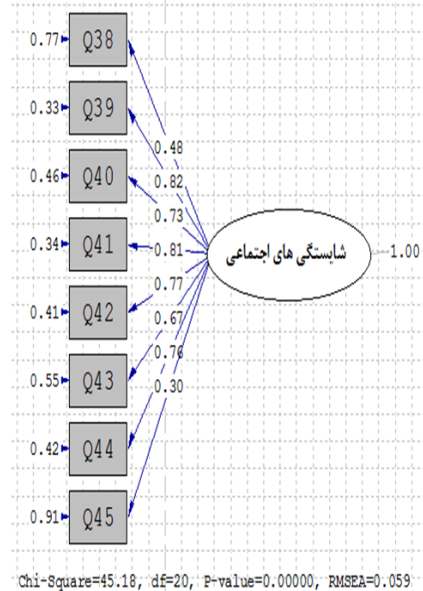 0.77 Q38
0.33 Q39
0.46 Q40
0.34 Q41
0.41 Q42
0.55 Q43
0.42 Q44
0.91 Q45
0.48
0.82
0.73
0.81
0.77
0.67
0.76
0.30
شایستگی های اجتماعی
1.00
Chi-Square=45.18, df=20, P-value=0.00000, RMSEA=0.059